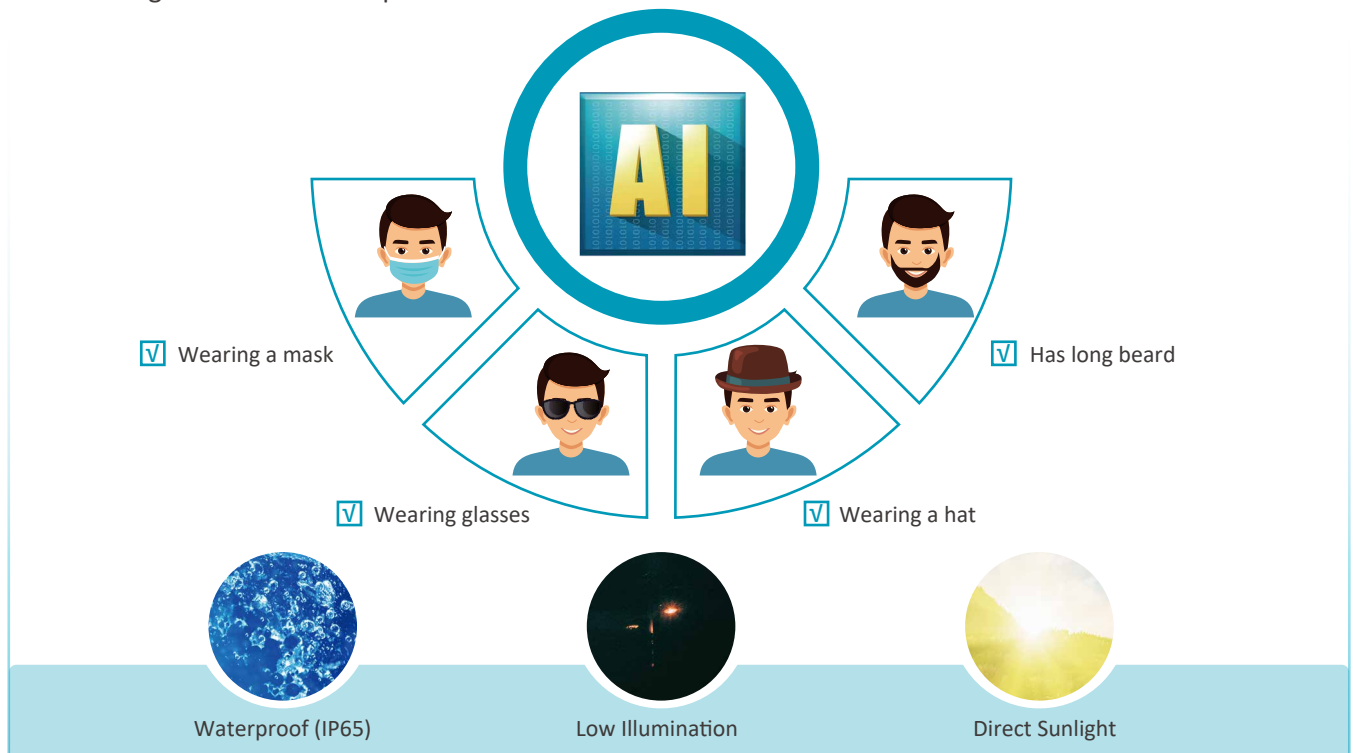 AI
√ Wearing a mask
√ Has long beard
√ Wearing glasses
√ Wearing a hat
Waterproof (IP65)
Low Illumination
Direct Sunlight